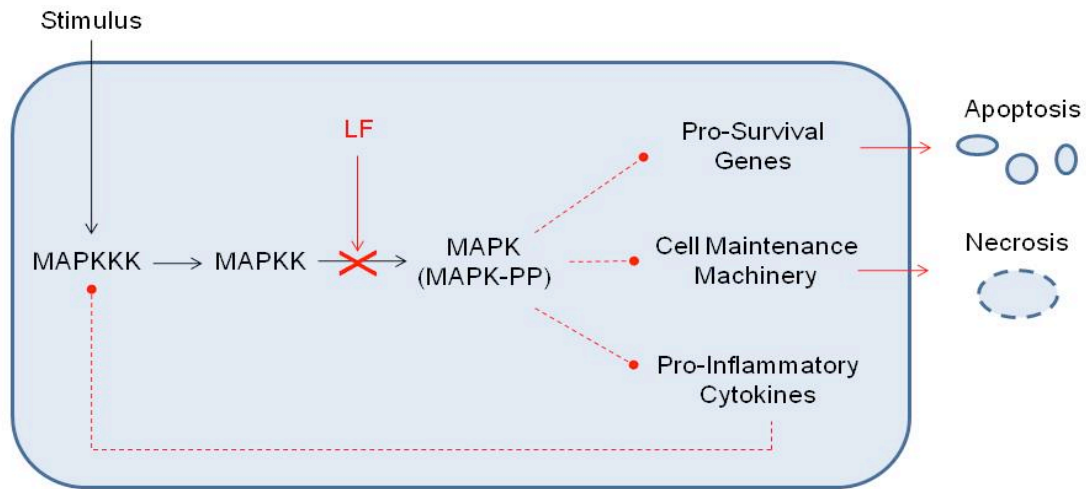 Stimulus
LF
Pro-Survival
Genes
Apoptosis
MAPKKK
MAPKK
MAPK
(MAPK-PP)
Cell Maintenance
Machinery
Necrosis
Pro-Inflammatory
Cytokines